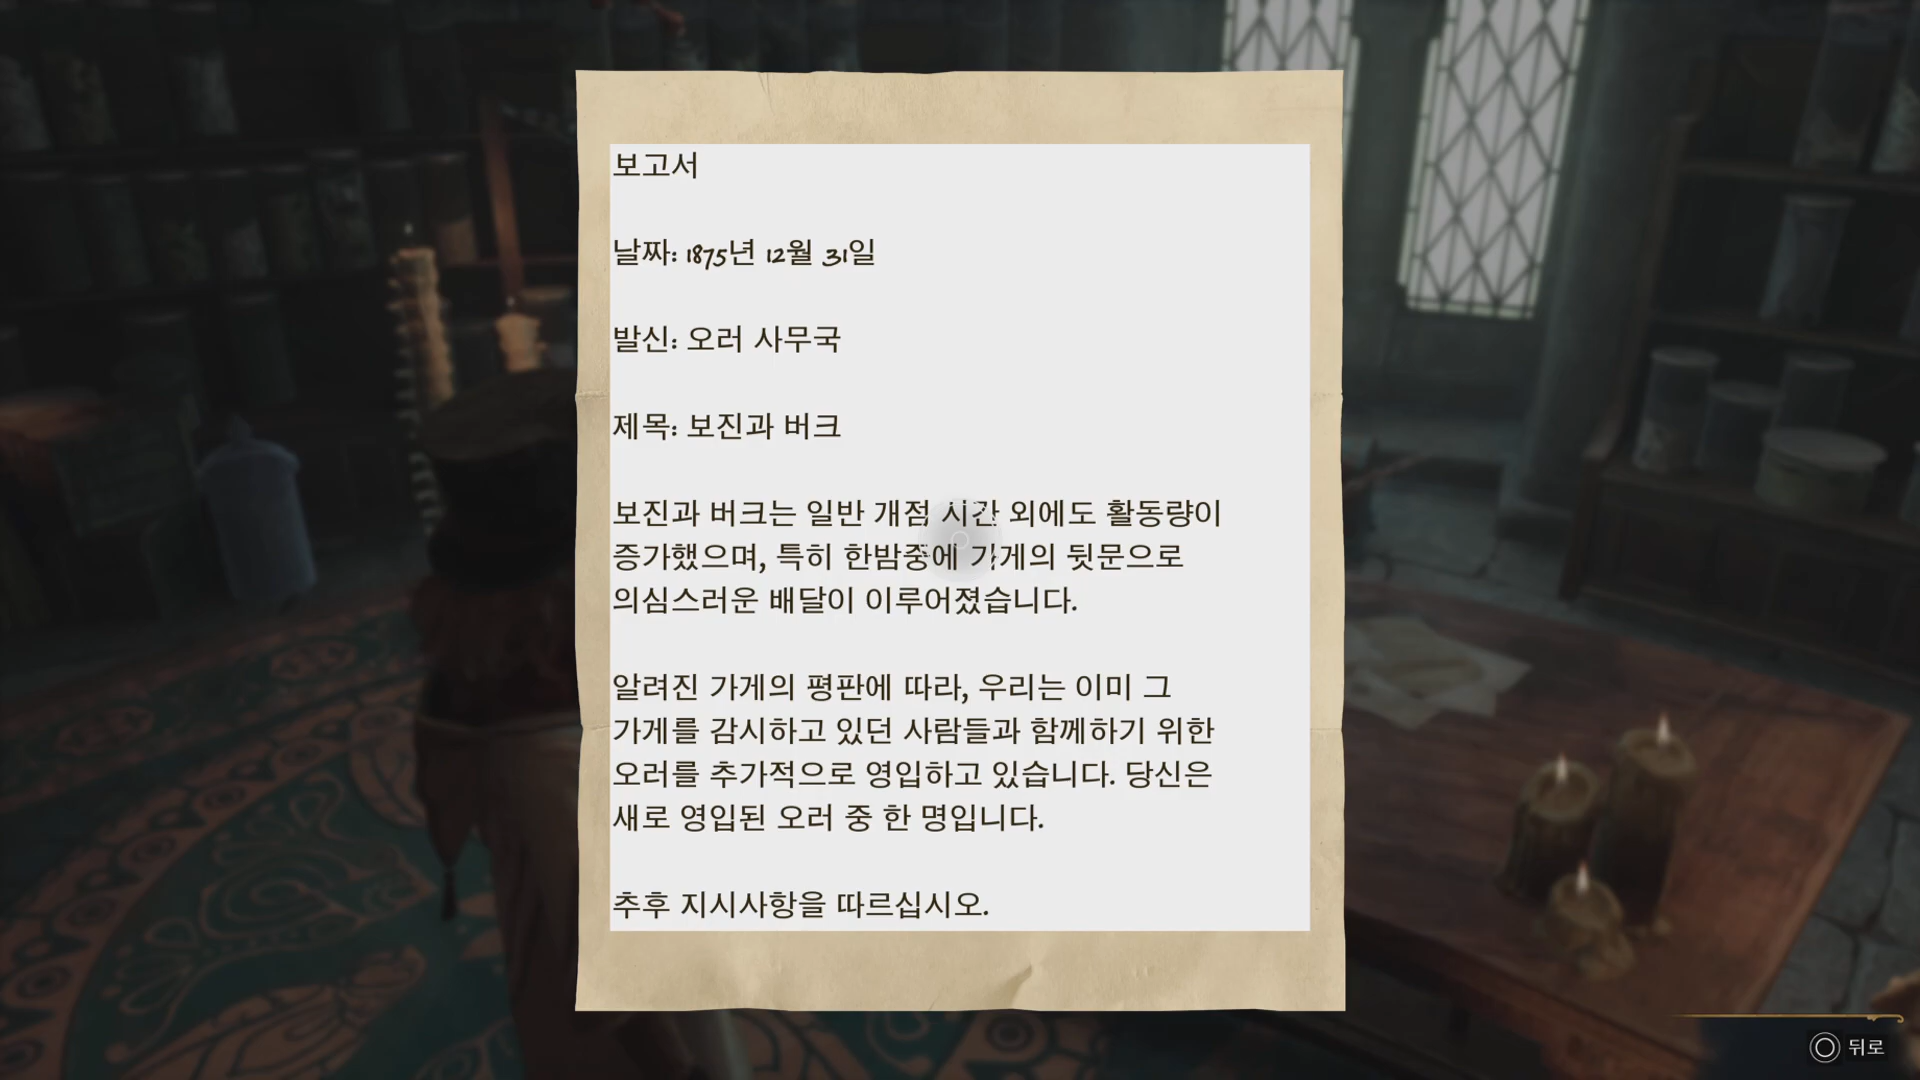 보고서
날짜: 1875년 12월 31일
발신: 오러 사무국
제목: 보진과 버크
보진과 버크는 일반 개점 시간 외에도 활동량이
증가했으며, 특히 한밤중에 가게의 뒷문으로
의심스러운 배달이 이루어졌습니다.
알려진 가게의 평판에 따라, 우리는 이미 그
가게를 감시하고 있던 사람들과 함께하기 위한
오러를 추가적으로 영입하고 있습니다. 당신은
새로 영입된 오러 중 한 명입니다.
추후 지시사항을 따르십시오.
뒤로